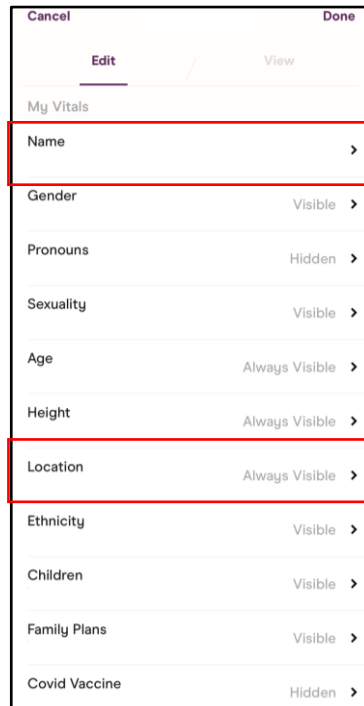 Cancel Done
Edit View
My Vitals
Name
Gender Visible
Pronouns Hidden
Sexuality Visible
Age Always Visible
Height Always Visible
Location Always Visible
Ethnicity Visible
Children Visible
Family Plans Visible
Covid Vaccine Hidden